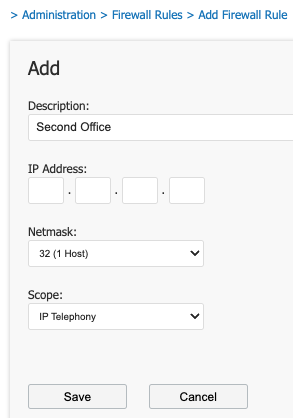 > Administration > Firewall Rules > Add Firewall Rule
Add
Description:
Second Office
IP Address:
. . .
Netmask:
32 (1 Host)
Scope:
IP Telephony
Save Cancel